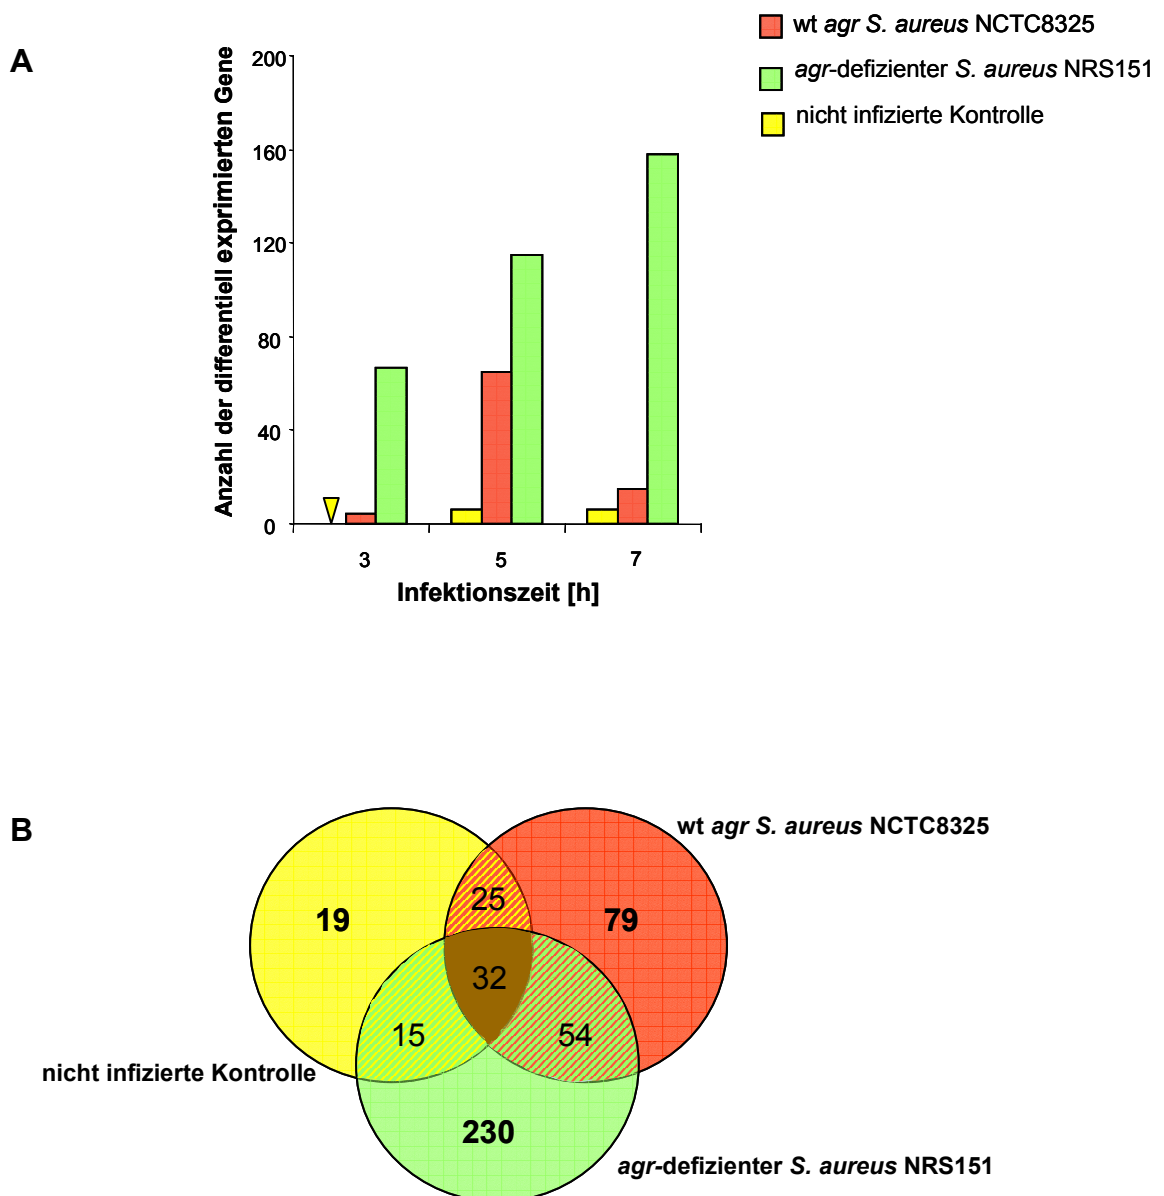 A
wt agr S. aureus NCTC8325
agr-defizienter S. aureus NRS151
nicht infizierte Kontrolle
Anzahl der differentiell exprimierten Gene
200
160
120
80
40
0
3 5 7
Infektionszeit [h]
B
wt agr S. aureus NCTC8325
25
19 79
32
15 54
nicht infizierte Kontrolle
230
agr-defizienter S. aureus NRS151